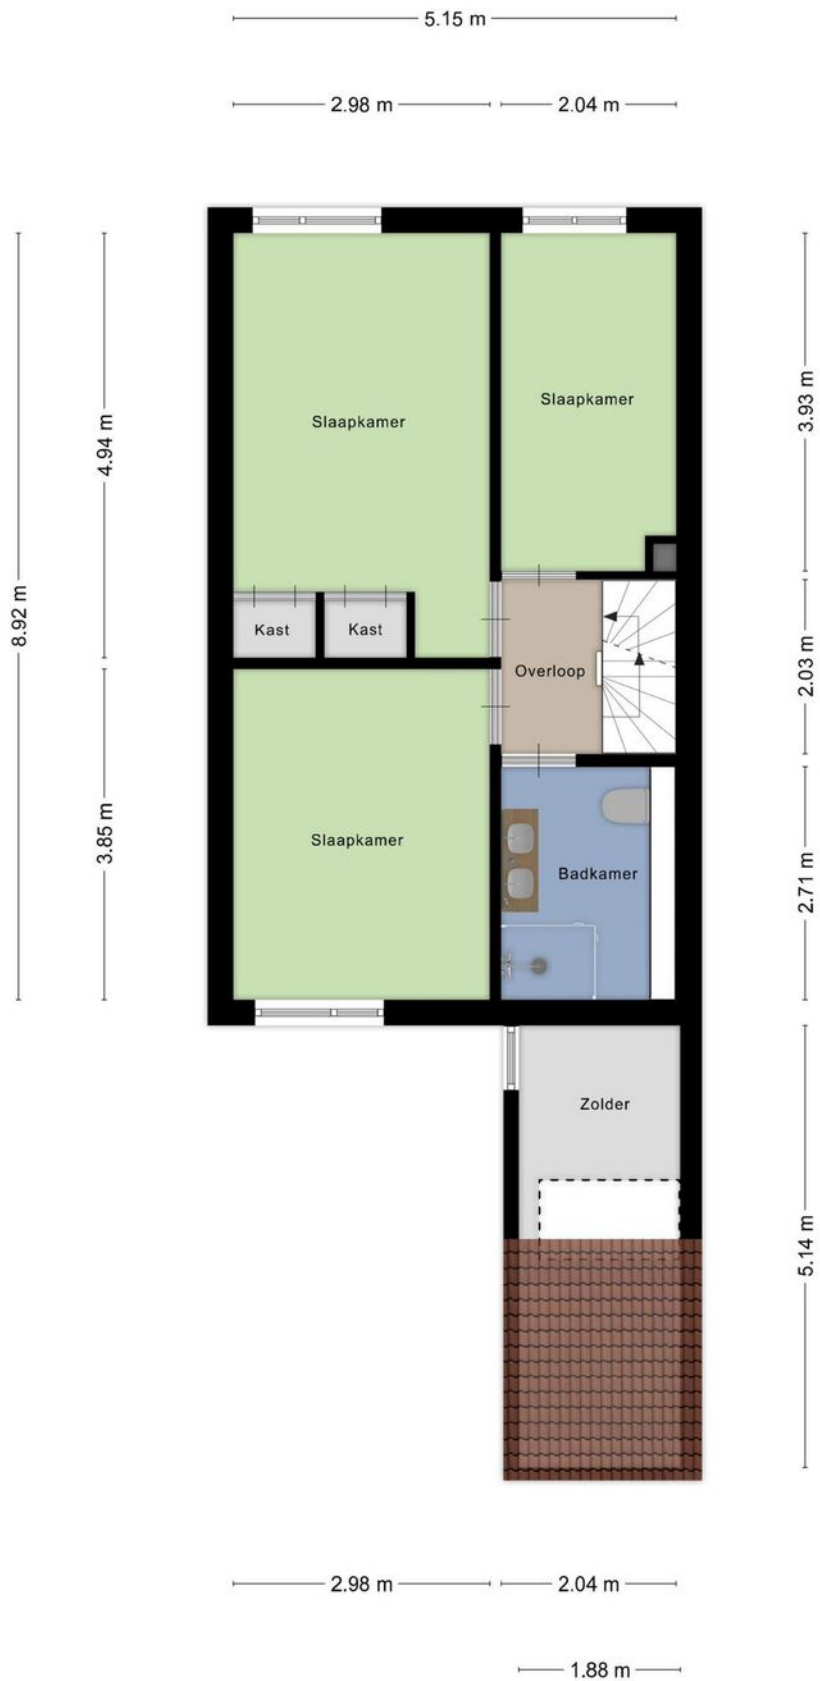 5.15 m
2.98 m
2.04 m
Slaapkamer
Slaapkamer
3.93 m
4.94 m
8.92 m
Kast
Kast
Overloop
2.03 m
Slaapkamer
3.85 m
Badkamer
2.71 m
Zolder
5.14 m
2.98 m
2.04 m
1.88 m